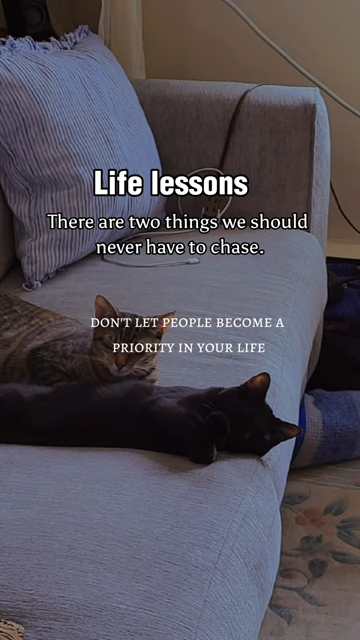 Life lessons
There are two things we should
never have to chase.
DON'T LET PEOPLE BECOME A
PRIORITY IN YOUR LIFE